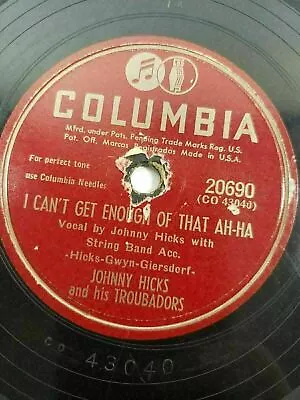 COLUMBIA
Mfrd. under Pats. Pending Trade Marks Reg. U.S.
Pat. Off. Marcas Registradas Made in U.S.A.
For perfect tone
use Columbia Needles
20690
(CO 43040)
I CAN'T GET ENOUGH OF THAT AH-HA
Vocal by Johnny Hicks with
String Band Acc.
-Hicks-Gwyn-Giersdorf-
JOHNNY HICKS
and his TROUBADORS
CO 43040